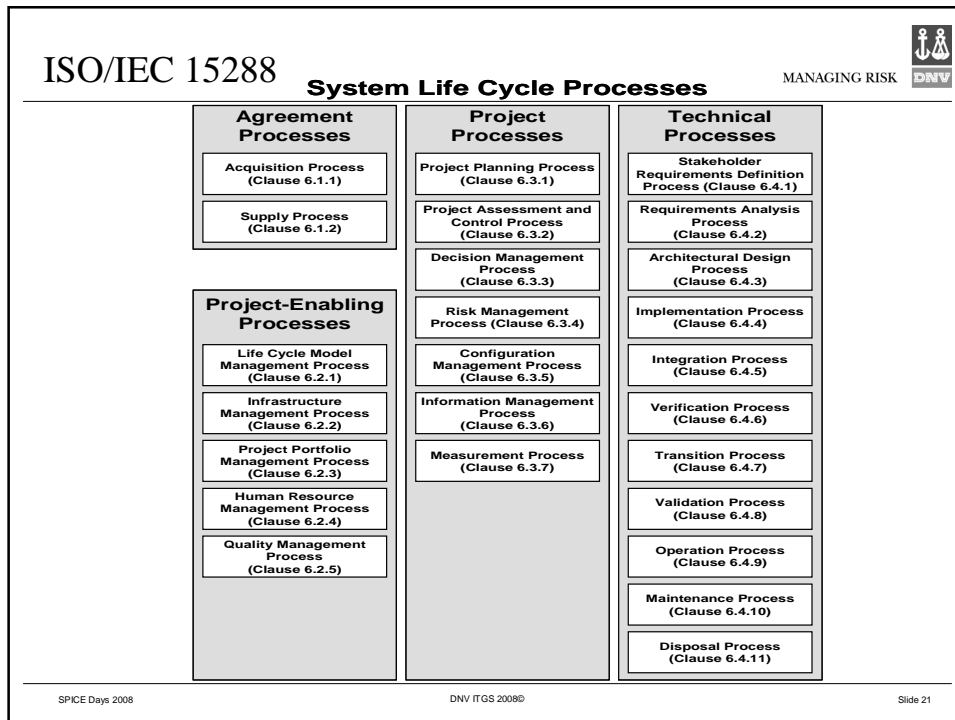 ISO/IEC 15288
System Life Cycle Processes
MANAGING RISK
DNV
Agreement
Processes
Acquisition Process
(Clause 6.1.1)
Supply Process
(Clause 6.1.2)
Project-Enabling
Processes
Life Cycle Model
Management Process
(Clause 6.2.1)
Infrastructure
Management Process
(Clause 6.2.2)
Project Portfolio
Management Process
(Clause 6.2.3)
Human Resource
Management Process
(Clause 6.2.4)
Quality Management
Process
(Clause 6.2.5)
Project
Processes
Project Planning Process
(Clause 6.3.1)
Project Assessment and
Control Process
(Clause 6.3.2)
Decision Management
Process
(Clause 6.3.3)
Risk Management
Process (Clause 6.3.4)
Configuration
Management Process
(Clause 6.3.5)
Information Management
Process
(Clause 6.3.6)
Measurement Process
(Clause 6.3.7)
Technical
Processes
Stakeholder
Requirements Definition
Process (Clause 6.4.1)
Requirements Analysis
Process
(Clause 6.4.2)
Architectural Design
Process
(Clause 6.4.3)
Implementation Process
(Clause 6.4.4)
Integration Process
(Clause 6.4.5)
Verification Process
(Clause 6.4.6)
Transition Process
(Clause 6.4.7)
Validation Process
(Clause 6.4.8)
Operation Process
(Clause 6.4.9)
Maintenance Process
(Clause 6.4.10)
Disposal Process
(Clause 6.4.11)
SPICE Days 2008
DNV ITGS 2008©
Slide 21